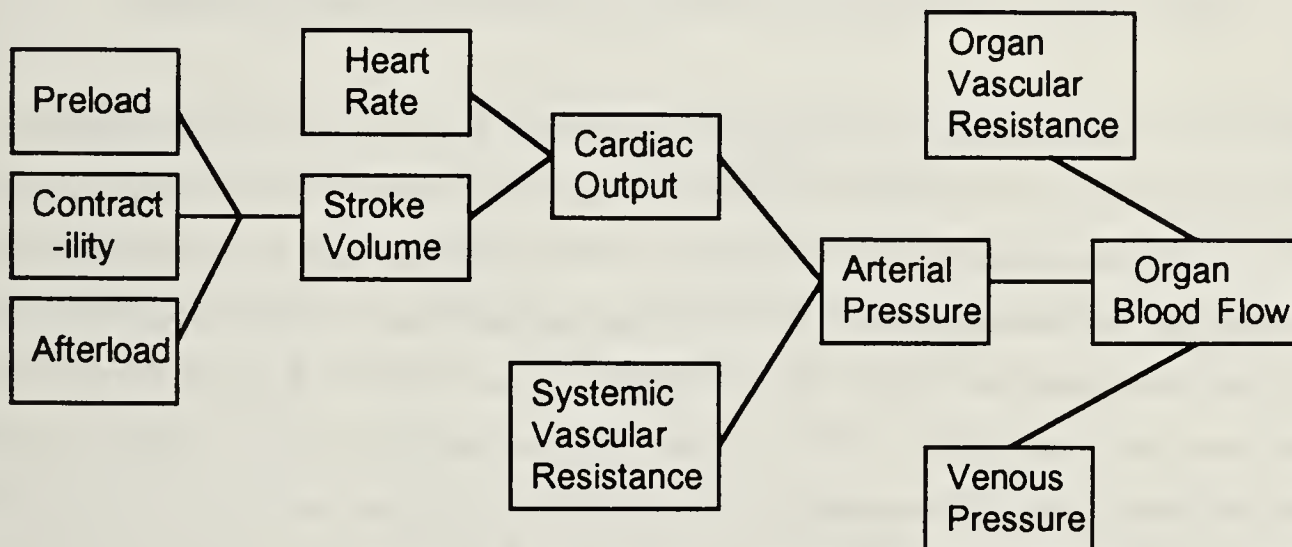 Preload
Contract
-ility
Afterload
Heart
Rate
Stroke
Volume
Cardiac
Output
Systemic
Vascular
Resistance
Arterial
Pressure
Organ
Vascular
Resistance
Organ
Blood Flow
Venous
Pressure